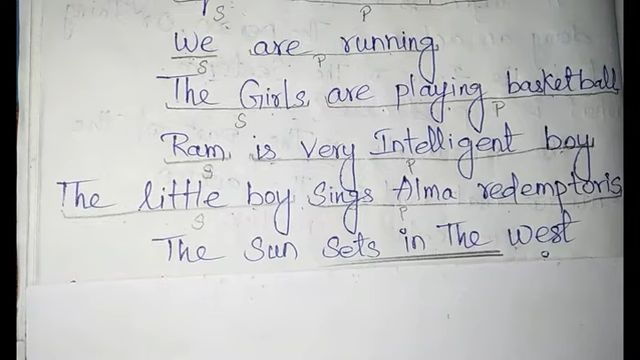 S P
We are running
S P
The Girls are playing basketball
S P
Ram is very Intelligent boy
S P
The little boy Sings Alma redemptoris
S P
The Sun Sets in The west